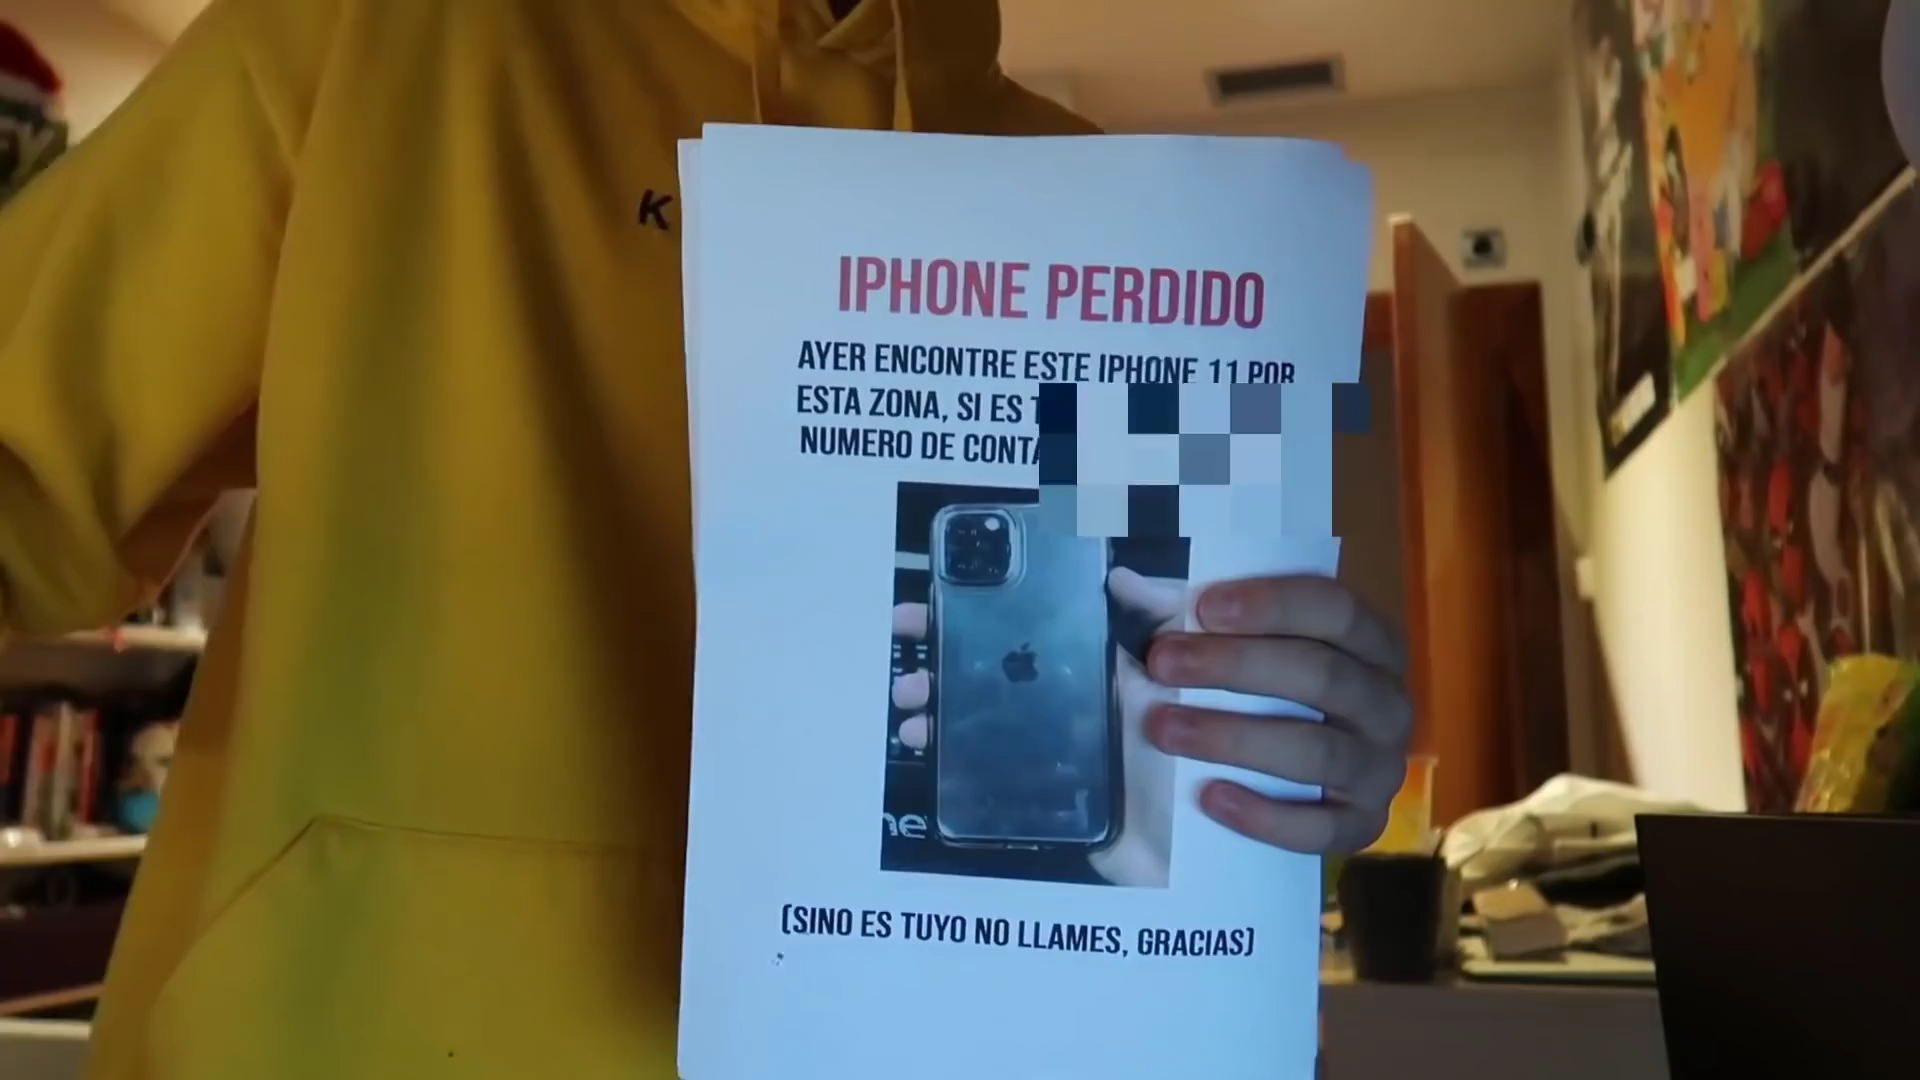 K
IPHONE PERDIDO
AYER ENCONTRE ESTE IPHONE 11 POR
ESTA ZONA, SI ES
NUMERO DE
ne
(SINO ES TUYO NO LLAMES, GRACIAS)